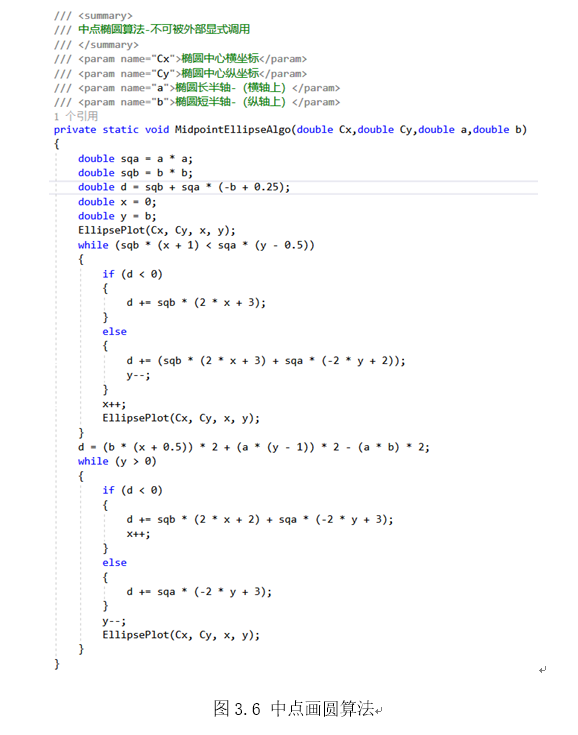 /// <summary>
/// 中点椭圆算法-不可被外部显式调用
/// </summary>
/// <param name="Cx">椭圆中心横坐标</param>
/// <param name="Cy">椭圆中心纵坐标</param>
/// <param name="a">椭圆长半轴-（横轴上）</param>
/// <param name="b">椭圆短半轴-（纵轴上）</param>
1 个引用
private static void MidpointEllipseAlgo(double Cx,double Cy,double a,double b)
{
    double sqa = a * a;
    double sqb = b * b;
    double d = sqb + sqa * (-b + 0.25);
    double x = 0;
    double y = b;
    EllipsePlot(Cx, Cy, x, y);
    while (sqb * (x + 1) < sqa * (y - 0.5))
    {
        if (d < 0)
        {
            d += sqb * (2 * x + 3);
        }
        else
        {
            d += (sqb * (2 * x + 3) + sqa * (-2 * y + 2));
            y--;
        }
        x++;
        EllipsePlot(Cx, Cy, x, y);
    }
    d = (b * (x + 0.5)) * 2 + (a * (y - 1)) * 2 - (a * b) * 2;
    while (y > 0)
    {
        if (d < 0)
        {
            d += sqb * (2 * x + 2) + sqa * (-2 * y + 3);
            x++;
        }
        else
        {
            d += sqa * (-2 * y + 3);
        }
        y--;
        EllipsePlot(Cx, Cy, x, y);
    }
}
图 3.6 中点画圆算法